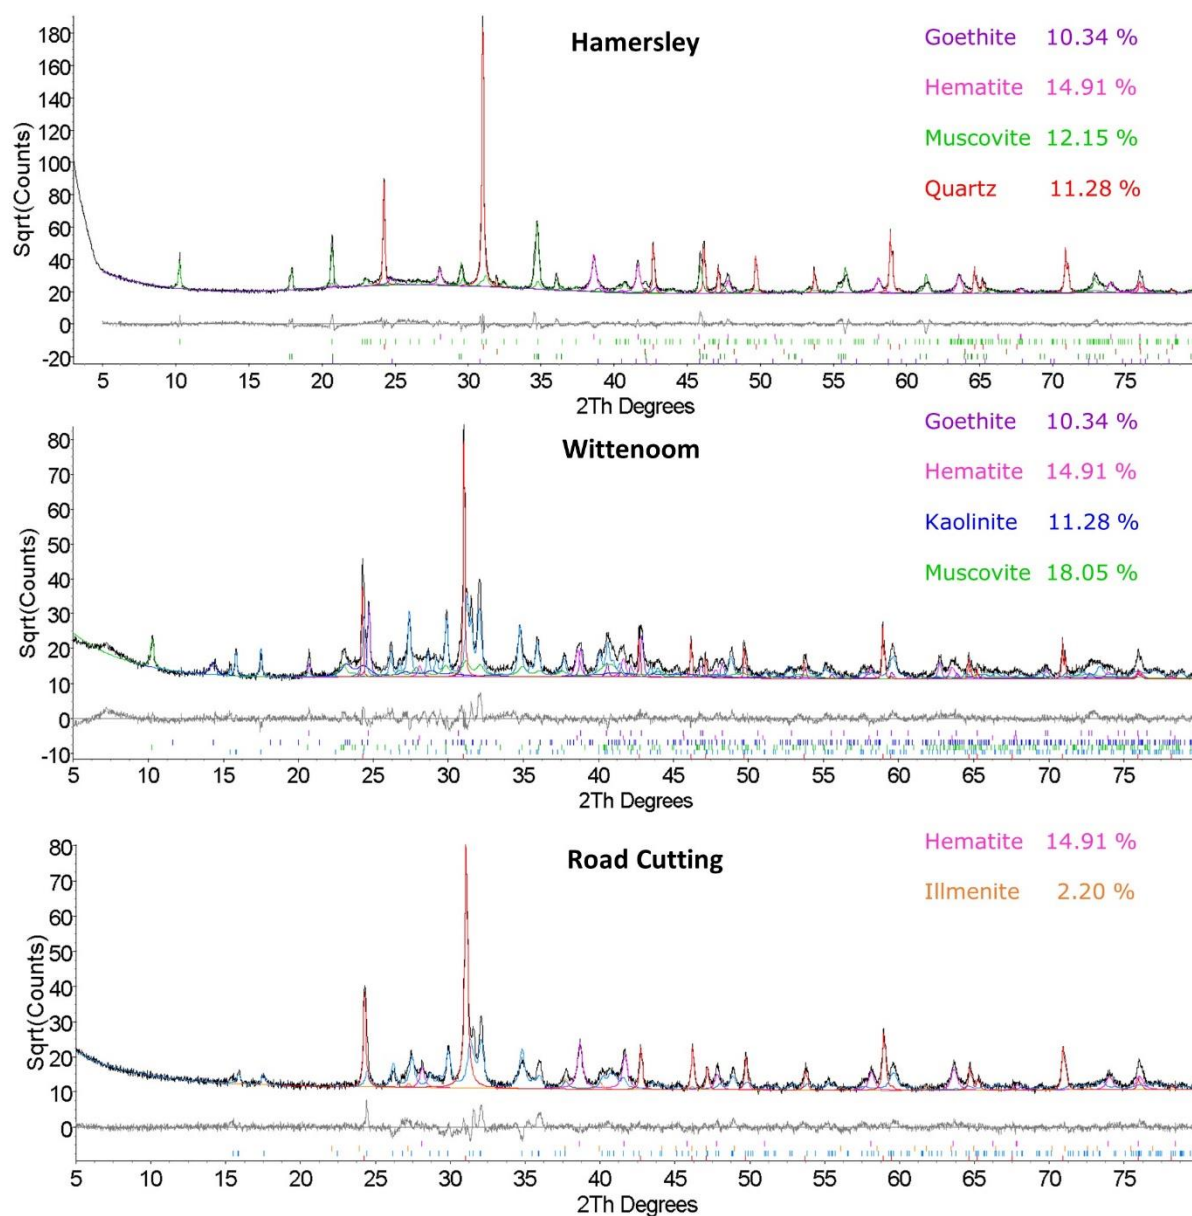 Hamersley
Goethite 10.34 %
Hematite 14.91 %
Muscovite 12.15 %
Quartz 11.28 %
Sqrt(Counts)
180
160
140
120
100
80
60
40
20
0
-20
5 10 15 20 25 30 35 40 45 50 55 60 65 70 75
2Th Degrees
Wittenoom
Goethite 10.34 %
Hematite 14.91 %
Kaolinite 11.28 %
Muscovite 18.05 %
Sqrt(Counts)
80
70
60
50
40
30
20
10
0
-10
5 10 15 20 25 30 35 40 45 50 55 60 65 70 75
2Th Degrees
Road Cutting
Hematite 14.91 %
Illmenite 2.20 %
Sqrt(Counts)
80
70
60
50
40
30
20
10
0
5 10 15 20 25 30 35 40 45 50 55 60 65 70 75
2Th Degrees